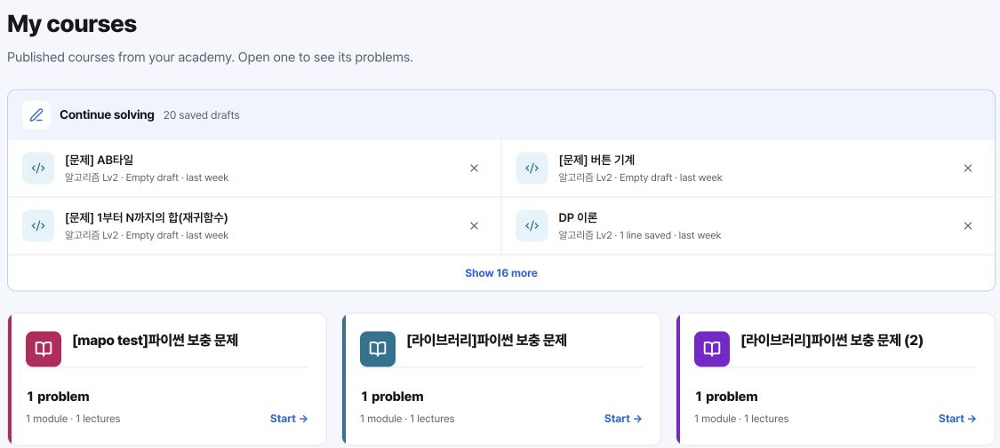 My courses
Published courses from your academy. Open one to see its problems.
Continue solving 20 saved drafts
[문제] AB타일
알고리즘 Lv2 · Empty draft · last week
[문제] 버튼 기계
알고리즘 Lv2 · Empty draft · last week
[문제] 1부터 N까지의 합(재귀함수)
알고리즘 Lv2 · Empty draft · last week
DP 이론
알고리즘 Lv2 · 1 line saved · last week
Show 16 more
[mapo test]파이썬 보충 문제
1 problem
1 module · 1 lectures
Start →
[라이브러리]파이썬 보충 문제
1 problem
1 module · 1 lectures
Start →
[라이브러리]파이썬 보충 문제 (2)
1 problem
1 module · 1 lectures
Start →